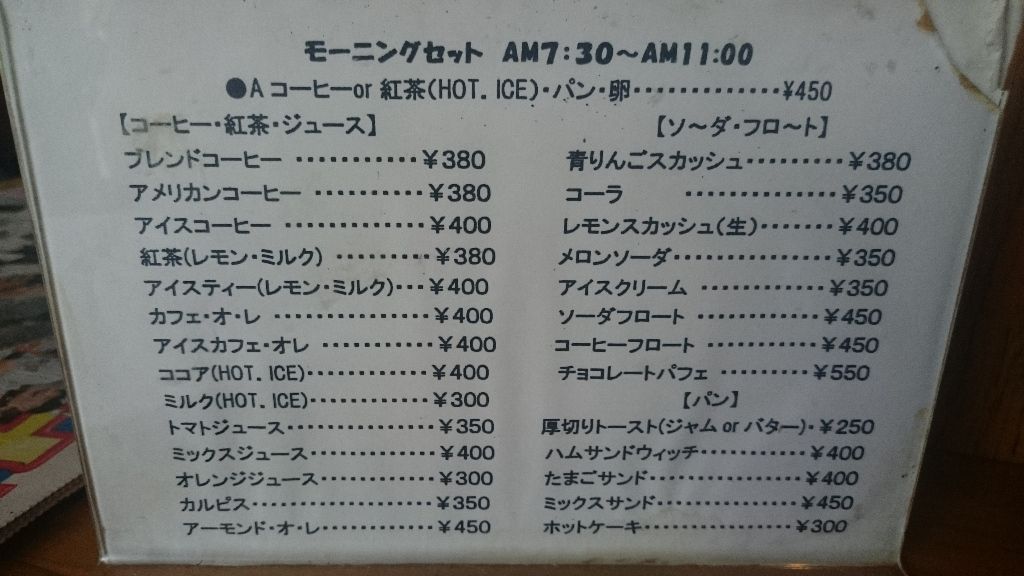 モーニングセット AM7:30～AM11:00
●A コーヒーor 紅茶(HOT. ICE)・パン・卵・・・・・・・・・・・・・¥450
【コーヒー・紅茶・ジュース】
ブレンドコーヒー ・・・・・・・・・・・・¥380
アメリカンコーヒー ・・・・・・・・・・・¥380
アイスコーヒー ・・・・・・・・・・・・・・¥400
紅茶(レモン・ミルク) ・・・・・・・・・¥380
アイスティー(レモン・ミルク)・・・¥400
カフェ・オ・レ ・・・・・・・・・・・・・・¥400
アイスカフェ・オレ ・・・・・・・・・・・¥400
ココア(HOT. ICE)・・・・・・・・・・・・¥400
ミルク(HOT. ICE)・・・・・・・・・・・・¥300
トマトジュース・・・・・・・・・・・・・・・¥350
ミックスジュース・・・・・・・・・・・・・¥400
オレンジジュース・・・・・・・・・・・・¥300
カルピス・・・・・・・・・・・・・・・・・・・¥350
アーモンド・オ・レ・・・・・・・・・・・・¥450
【ソ～ダ・フロ～ト】
青りんごスカッシュ・・・・・・・・・¥380
コーラ ・・・・・・・・・・・・・・¥350
レモンスカッシュ(生)・・・・・・・¥400
メロンソーダ・・・・・・・・・・・・・・・¥350
アイスクリーム ・・・・・・・・・・・・¥350
ソーダフロート ・・・・・・・・・・・・¥450
コーヒーフロート ・・・・・・・・・・・¥450
チョコレートパフェ ・・・・・・・・・¥550
【パン】
厚切りトースト(ジャム or バター)・¥250
ハムサンドウィッチ・・・・・・・・・・・¥400
たまごサンド・・・・・・・・・・・・・・・¥400
ミックスサンド・・・・・・・・・・・・・・¥450
ホットケーキ・・・・・・・・・・・・・・・¥300